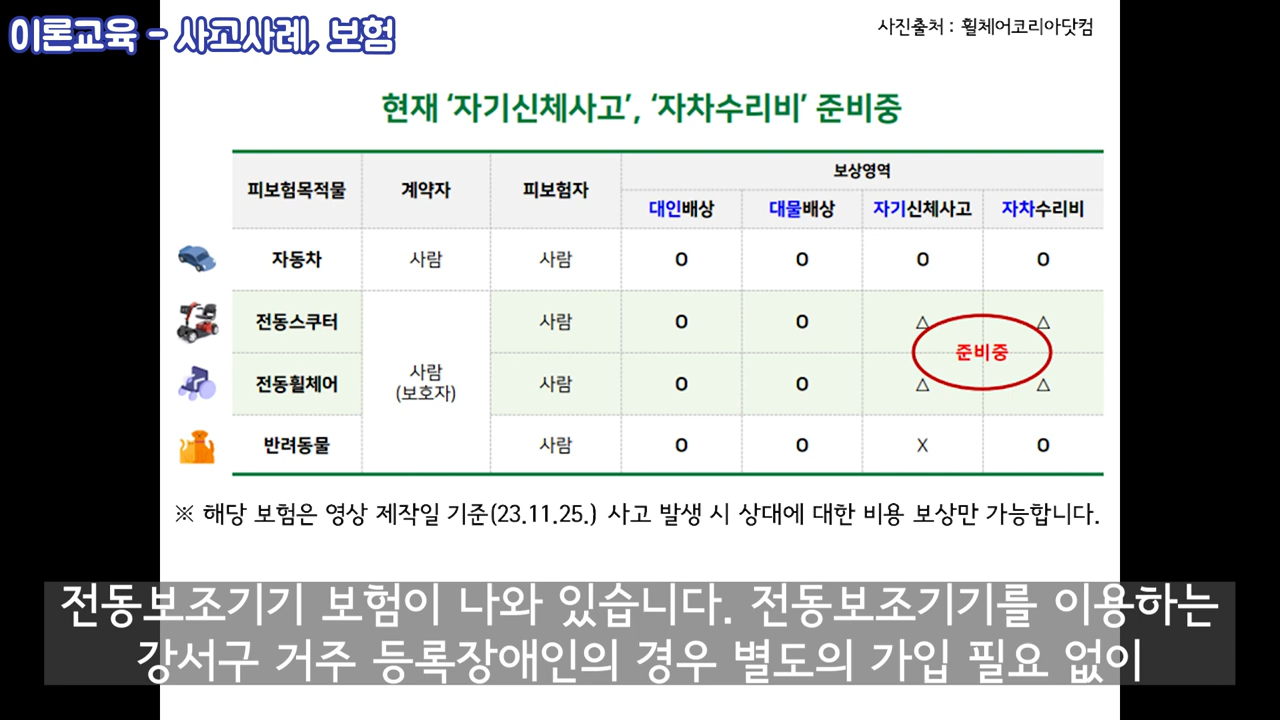 이론교육 - 사고사례, 보험
사진출처 : 휠체어코리아닷컴
현재 ‘자기신체사고’, ‘자차수리비’ 준비중
피보험목적물 계약자 피보험자 보상영역
대인배상 대물배상 자기신체사고 자차수리비
자동차 사람 사람 O O O O
전동스쿠터 사람 O O △ △
준비중
사람
(보호자)
전동휠체어 사람 O O △ △
반려동물 사람 O O X O
※ 해당 보험은 영상 제작일 기준(23.11.25.) 사고 발생 시 상대에 대한 비용 보상만 가능합니다.
전동보조기기 보험이 나와 있습니다. 전동보조기기를 이용하는
강서구 거주 등록장애인의 경우 별도의 가입 필요 없이